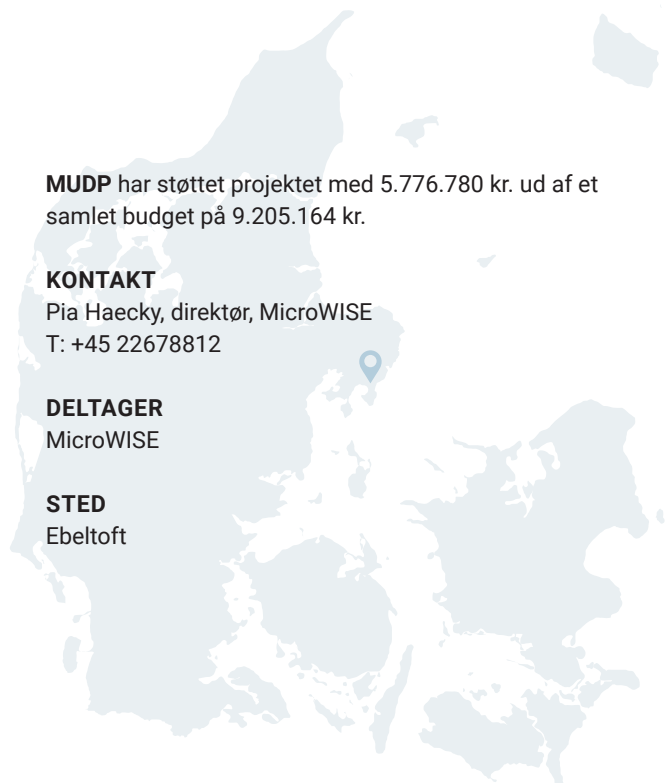 MUDP har støttet projektet med 5.776.780 kr. ud af et
samlet budget på 9.205.164 kr.
KONTAKT
Pia Haecky, direktør, MicroWISE
T: +45 22678812
DELTAGER
MicroWISE
STED
Ebeltoft